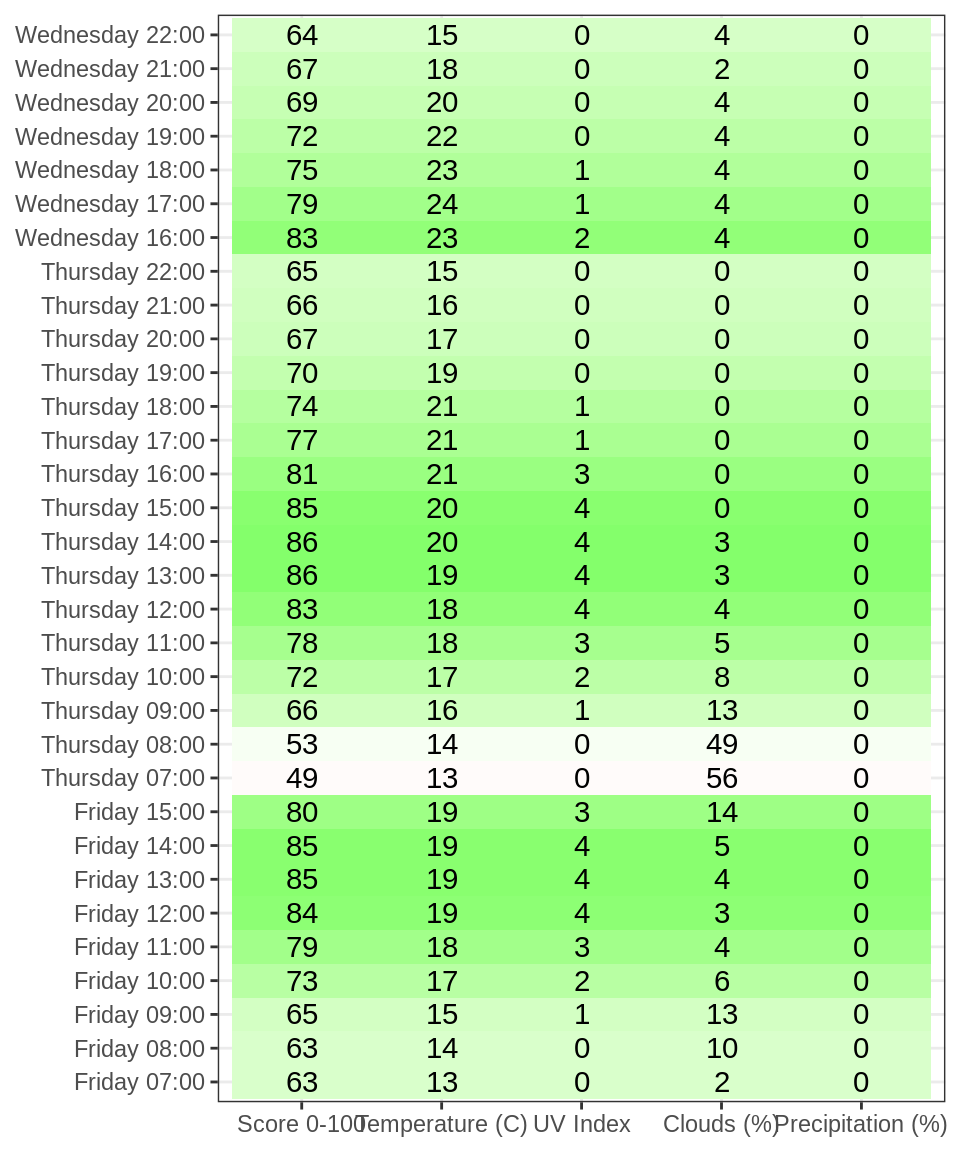 Wednesday 22:00 64 15 0 4 0
Wednesday 21:00 67 18 0 2 0
Wednesday 20:00 69 20 0 4 0
Wednesday 19:00 72 22 0 4 0
Wednesday 18:00 75 23 1 4 0
Wednesday 17:00 79 24 1 4 0
Wednesday 16:00 83 23 2 4 0
Thursday 22:00 65 15 0 0 0
Thursday 21:00 66 16 0 0 0
Thursday 20:00 67 17 0 0 0
Thursday 19:00 70 19 0 0 0
Thursday 18:00 74 21 1 0 0
Thursday 17:00 77 21 1 0 0
Thursday 16:00 81 21 3 0 0
Thursday 15:00 85 20 4 0 0
Thursday 14:00 86 20 4 3 0
Thursday 13:00 86 19 4 3 0
Thursday 12:00 83 18 4 4 0
Thursday 11:00 78 18 3 5 0
Thursday 10:00 72 17 2 8 0
Thursday 09:00 66 16 1 13 0
Thursday 08:00 53 14 0 49 0
Thursday 07:00 49 13 0 56 0
Friday 15:00 80 19 3 14 0
Friday 14:00 85 19 4 5 0
Friday 13:00 85 19 4 4 0
Friday 12:00 84 19 4 3 0
Friday 11:00 79 18 3 4 0
Friday 10:00 73 17 2 6 0
Friday 09:00 65 15 1 13 0
Friday 08:00 63 14 0 10 0
Friday 07:00 63 13 0 2 0
Score 0-100 Temperature (C) UV Index Clouds (%) Precipitation (%)